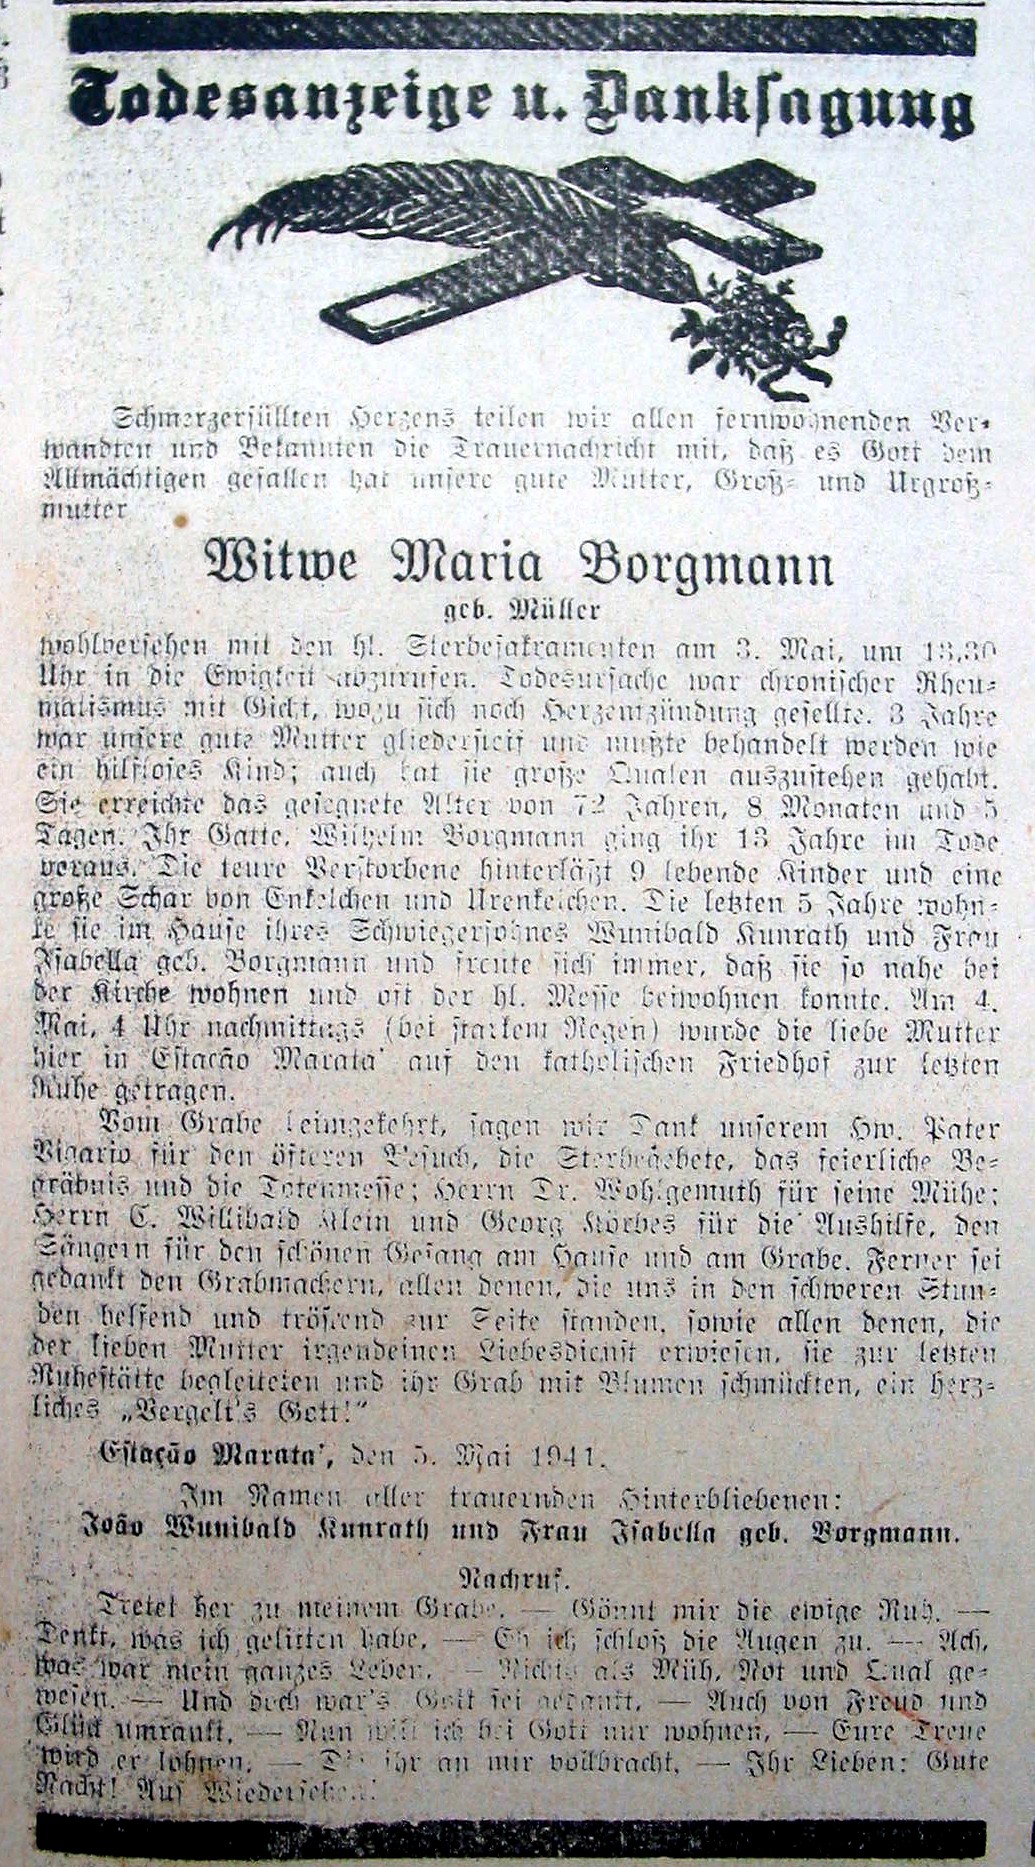 Todesanzeige u. Danksagung
Schmerzerfüllten Herzens teilen wir allen fernwohnenden Ver-
wandten und Bekannten die Trauernachricht mit, daß es Gott dem
Allmächtigen gefallen hat unsere gute Mutter, Groß- und Urgroß-
mutter
Witwe Maria Borgmann
geb. Müller
wohlversehen mit den hl. Sterbesakramenten am 3. Mai, um 13,30
Uhr in die Ewigkeit abzurufen. Todesursache war chronischer Rheu-
matismus mit Gicht, wozu sich noch Herzentzündung gesellte. 3 Jahre
war unsere gute Mutter gliedersteif und mußte behandelt werden wie
ein hilfloses Kind; auch hat sie große Qualen auszustehen gehabt.
Sie erreichte das gesegnete Alter von 72 Jahren, 8 Monaten und 5
Tagen. Ihr Gatte, Wilhelm Borgmann ging ihr 13 Jahre im Tode
voraus. Die teure Verstorbene hinterläßt 9 lebende Kinder und eine
große Schar von Enkelchen und Urenkelchen. Die letzten 5 Jahre wohn-
te sie im Hause ihres Schwiegersohnes Wunibald Kunrath und Frau
Isabella geb. Borgmann und freute sich immer, daß sie so nahe bei
der Kirche wohnen und oft der hl. Messe beiwohnen konnte. Am 4.
Mai, 4 Uhr nachmittags (bei starkem Regen) wurde die liebe Mutter
hier in Estacão Marata' auf den katholischen Friedhof zur letzten
Ruhe getragen.
Vom Grabe heimgekehrt, sagen wir Dank unserem Hw. Pater
Vigario für den öfteren Besuch, die Sterbegebete, das feierliche Be-
gräbnis und die Totenmesse; Herrn Dr. Wohlgemuth für seine Mühe;
Herrn C. Willibald Klein und Georg Körbes für die Aushilfe, den
Sängern für den schönen Gesang am Hause und am Grabe. Ferner sei
gedankt den Grabmachern, allen denen, die uns in den schweren Stun-
den helfend und tröstend zur Seite standen, sowie allen denen, die
der lieben Mutter irgendeinen Liebesdienst erwiesen, sie zur letzten
Ruhestätte begleiteten und ihr Grab mit Blumen schmückten, ein herz-
liches „Vergelt's Gott!"
Estação Marata', den 5. Mai 1941.
Im Namen aller trauernden Hinterbliebenen:
João Wunibald Kunrath und Frau Isabella geb. Borgmann.
Nachruf.
Tretet her zu meinem Grabe. — Gönnt mir die ewige Ruh. —
Denkt, was ich gelitten habe, — Eh ich schloß die Augen zu. — Ach,
was war mein ganzes Leben, — Nichts als Müh, Not und Qual ge-
wesen. — Und doch war's Gott sei gedankt, — Auch von Freud und
Glück umrankt. — Nun will ich bei Gott nur wohnen, — Eure Treue
wird er lohnen, — Die ihr an mir vollbracht, — Ihr Lieben: Gute
Nacht! Auf Wiedersehen!